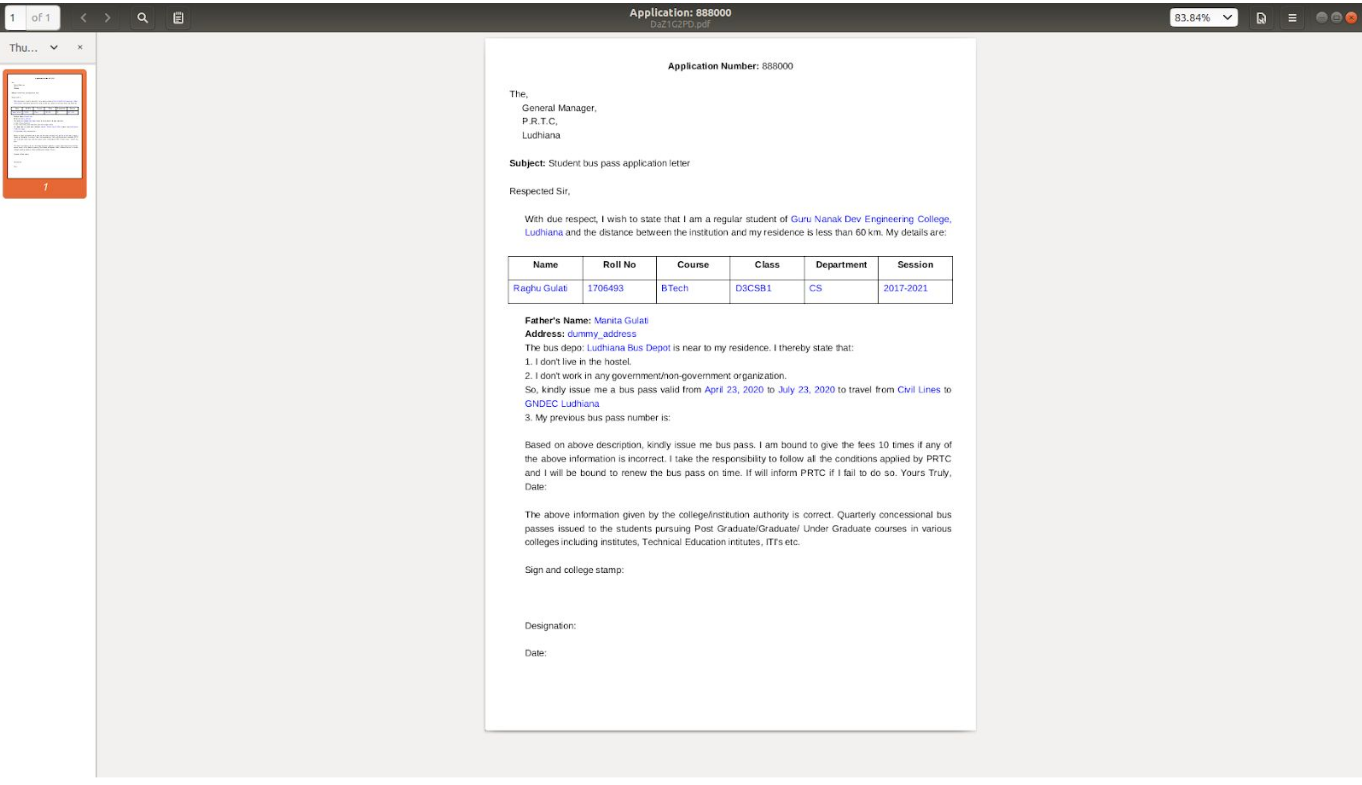 1 of 1
Application: 888000
DaZ1G2PD.pdf
83.84%
Thu...
1
Application Number: 888000
The,
General Manager,
P.R.T.C,
Ludhiana
Subject: Student bus pass application letter
Respected Sir,
With due respect, I wish to state that I am a regular student of Guru Nanak Dev Engineering College,
Ludhiana and the distance between the institution and my residence is less than 60 km. My details are:
Name Roll No Course Class Department Session
Raghu Gulati 1706493 BTech D3CSB1 CS 2017-2021
Father's Name: Manita Gulati
Address: dummy_address
The bus depo: Ludhiana Bus Depot is near to my residence. I thereby state that:
1. I don't live in the hostel.
2. I don't work in any government/non-government organization.
So, kindly issue me a bus pass valid from April 23, 2020 to July 23, 2020 to travel from Civil Lines to
GNDEC Ludhiana
3. My previous bus pass number is:
Based on above description, kindly issue me bus pass. I am bound to give the fees 10 times if any of
the above information is incorrect. I take the responsibility to follow all the conditions applied by PRTC
and I will be bound to renew the bus pass on time. If will inform PRTC if I fail to do so. Yours Truly,
Date:
The above information given by the college/institution authority is correct. Quarterly concessional bus
passes issued to the students pursuing Post Graduate/Graduate/ Under Graduate courses in various
colleges including institutes, Technical Education intitutes, ITI's etc.
Sign and college stamp:
Designation:
Date: